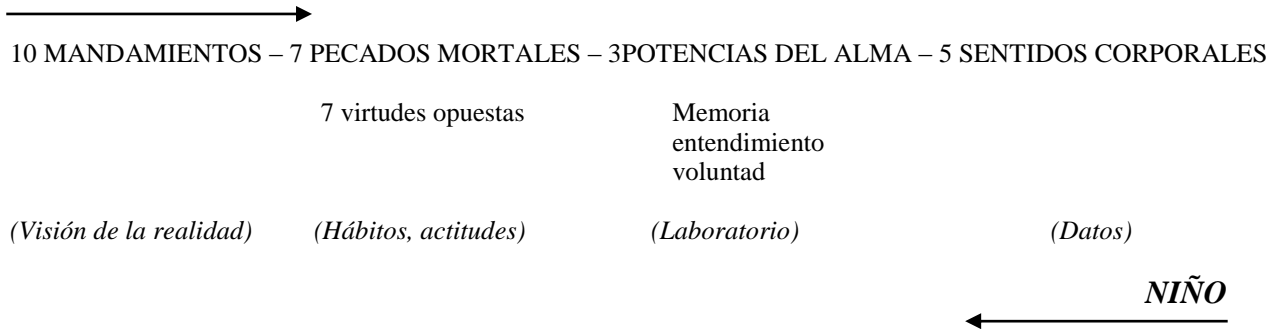 10 MANDAMIENTOS – 7 PECADOS MORTALES – 3POTENCIAS DEL ALMA – 5 SENTIDOS CORPORALES
7 virtudes opuestas Memoria
entendimiento
voluntad
(Visión de la realidad) (Hábitos, actitudes) (Laboratorio) (Datos)
NIÑO